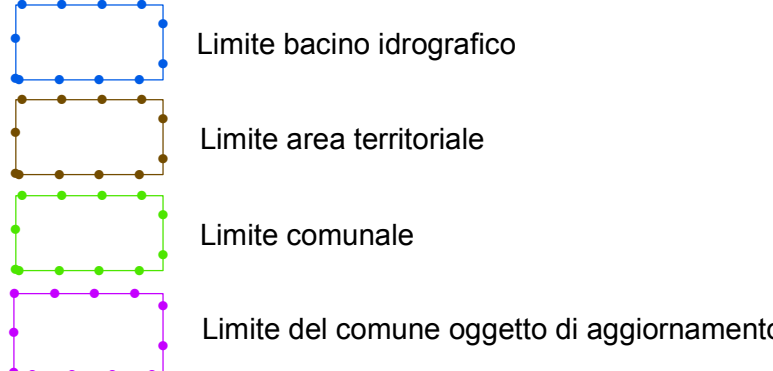 Limite bacino idrografico
Limite area territoriale
Limite comunale
Limite del comune oggetto di aggiornamento